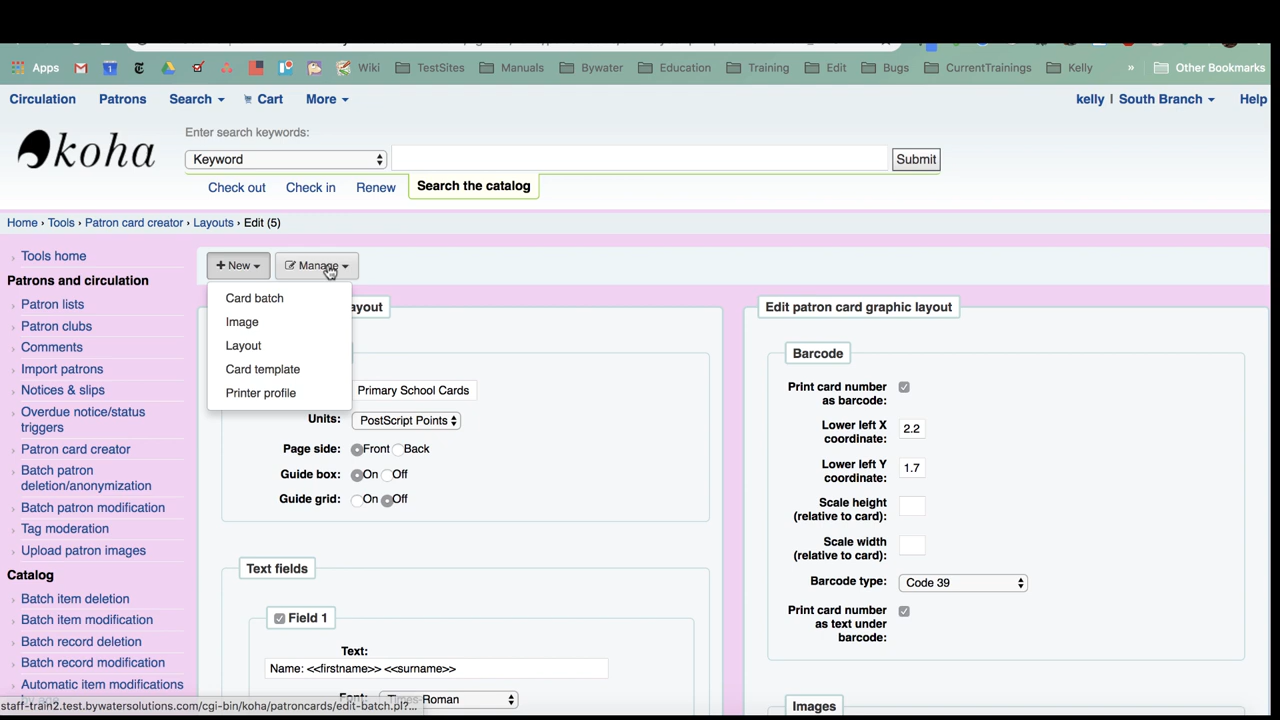 Apps Wiki TestSites Manuals Bywater Education Training Edit Bugs CurrentTrainings Kelly » Other Bookmarks
Circulation Patrons Search Cart More kelly | South Branch Help
koha
Enter search keywords:
Keyword Submit
Check out Check in Renew Search the catalog
Home › Tools › Patron card creator › Layouts › Edit (5)
Tools home
Patrons and circulation
Patron lists
Patron clubs
Comments
Import patrons
Notices & slips
Overdue notice/status
triggers
Patron card creator
Batch patron
deletion/anonymization
Batch patron modification
Tag moderation
Upload patron images
Catalog
Batch item deletion
Batch item modification
Batch record deletion
Batch record modification
Automatic item modifications
staff-train2.test.bywatersolutions.com/cgi-bin/koha/patroncards/edit-batch.pl?...
+ New Manage
Card batch
Image
Layout
Card template
Printer profile
ayout
Primary School Cards
Units: PostScript Points
Page side: Front Back
Guide box: On Off
Guide grid: On Off
Text fields
Field 1
Text:
Name: <<firstname>> <<surname>>
Font: Times-Roman
Edit patron card graphic layout
Barcode
Print card number
as barcode:
Lower left X
coordinate: 2.2
Lower left Y
coordinate: 1.7
Scale height
(relative to card):
Scale width
(relative to card):
Barcode type: Code 39
Print card number
as text under
barcode:
Images